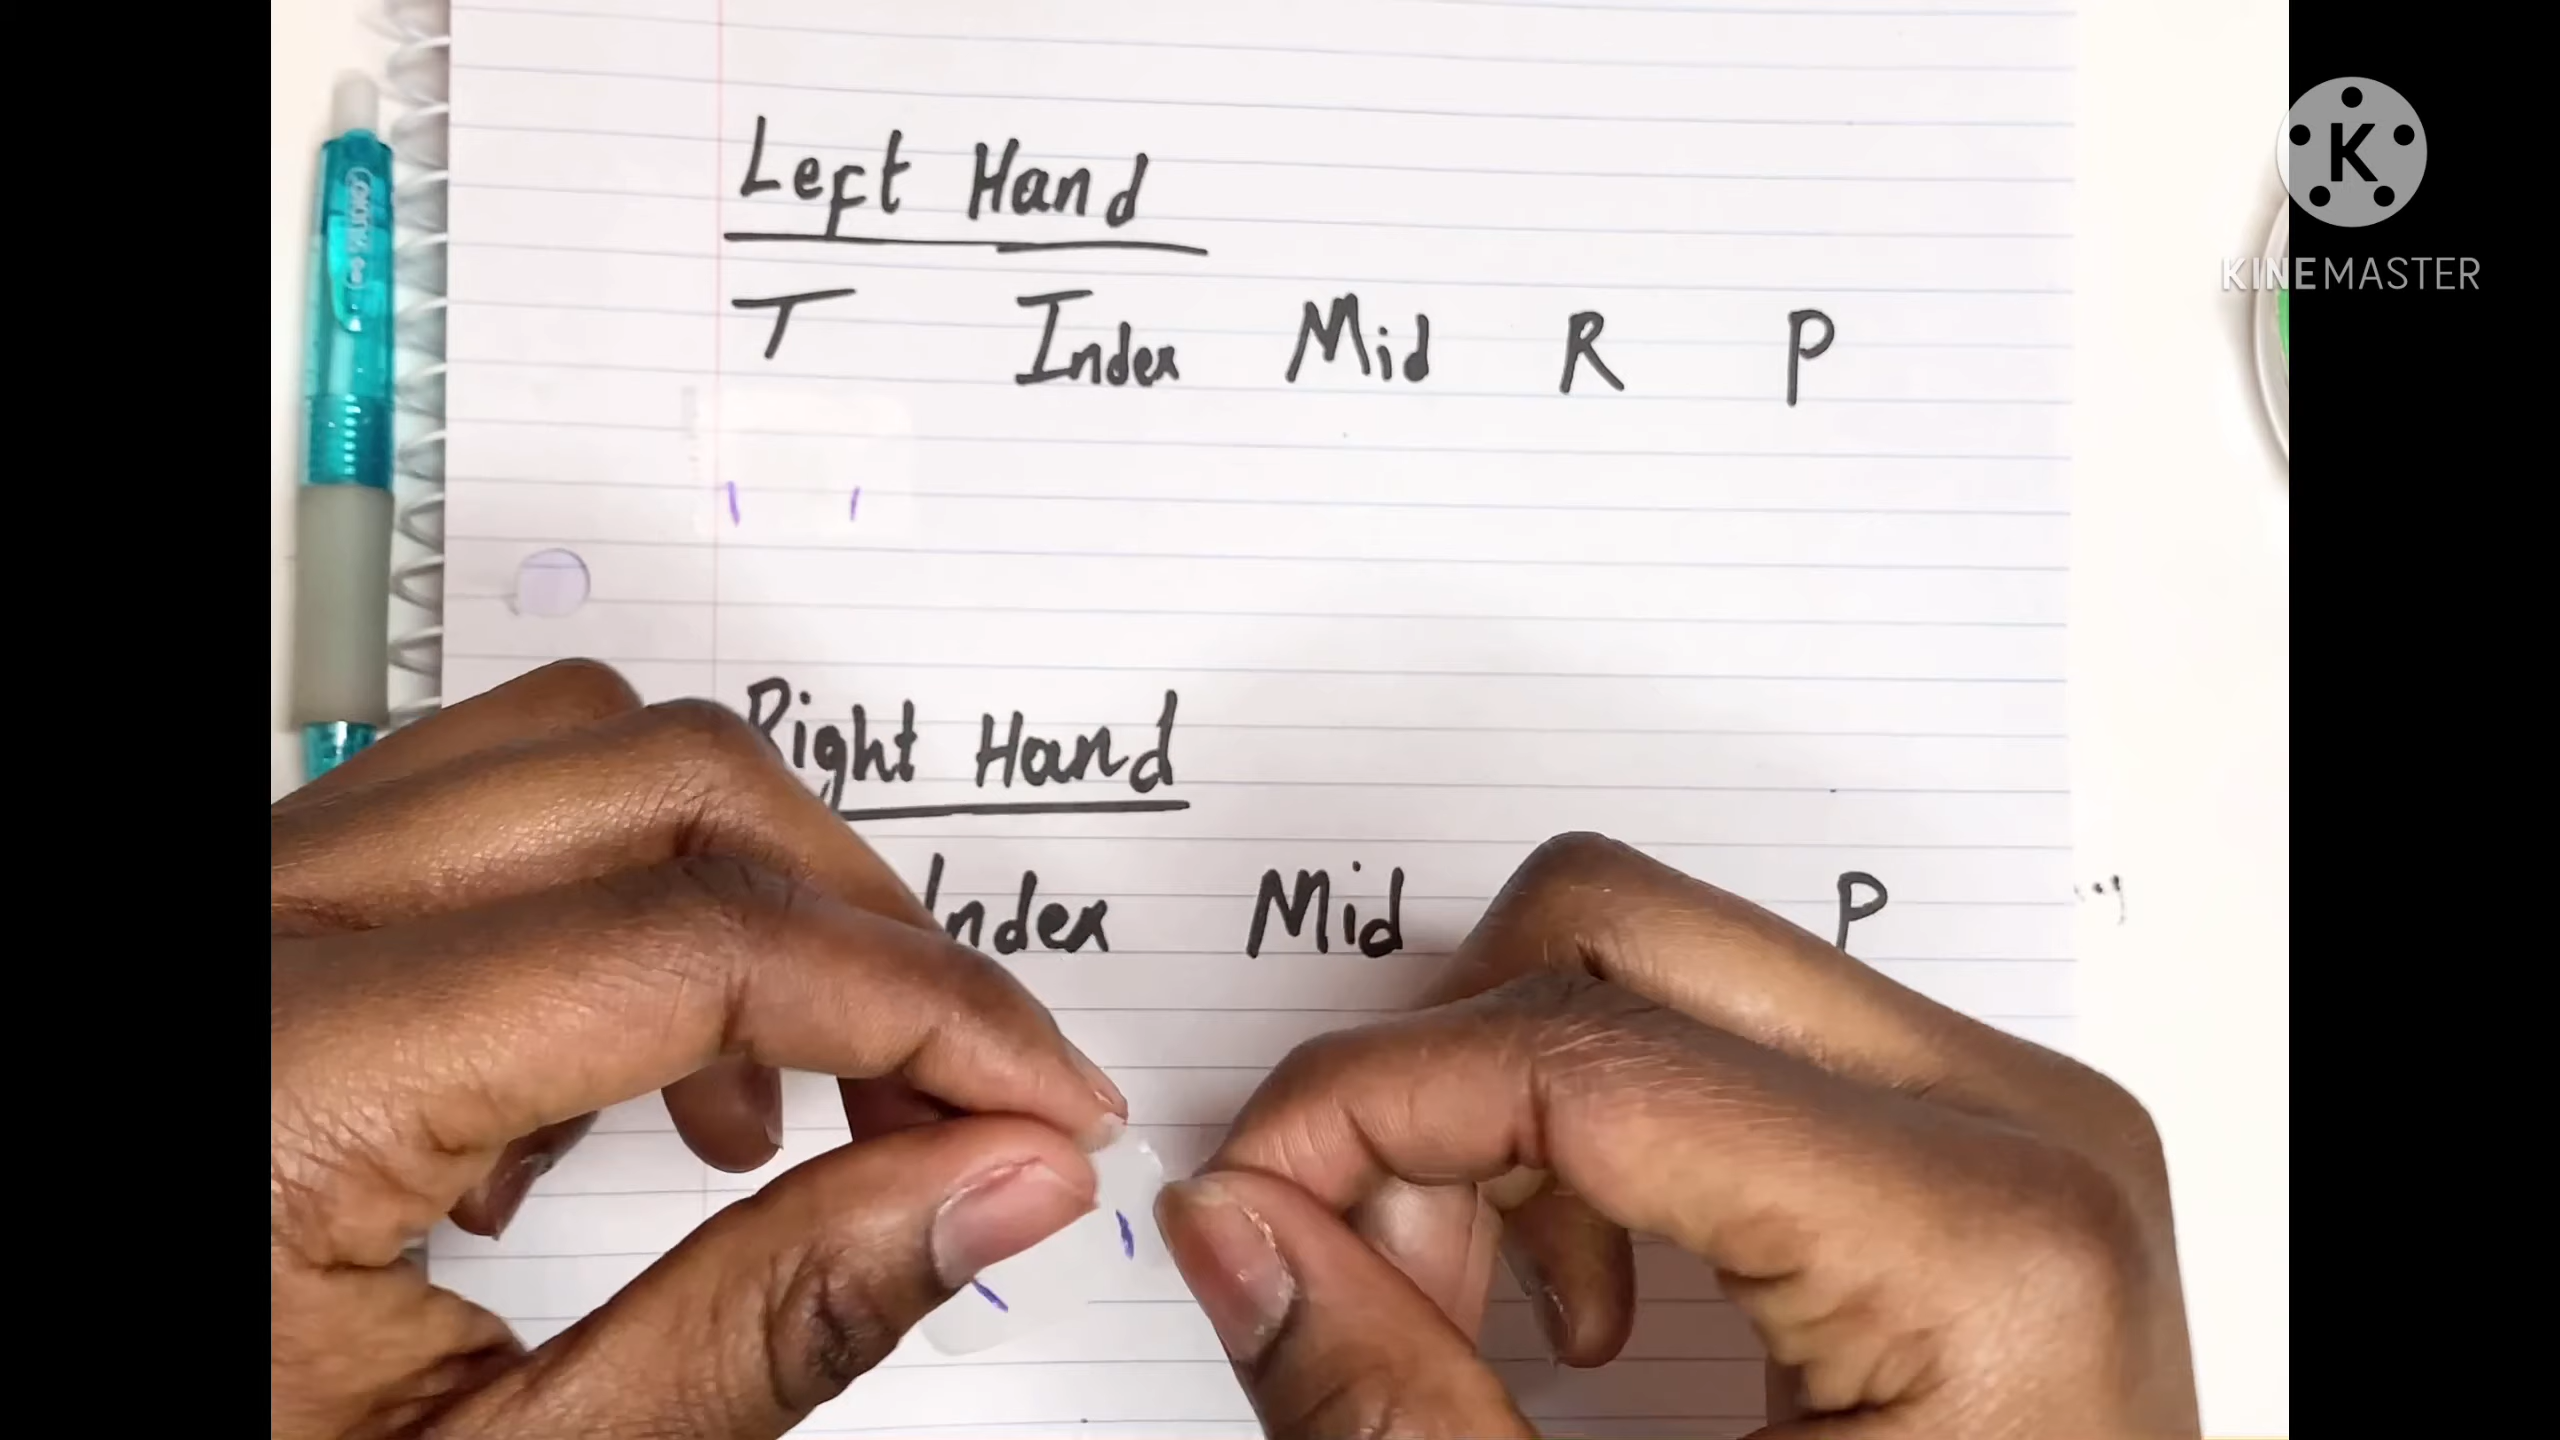 Left Hand
T Index Mid R P
Right Hand
Index Mid P
K
KINEMASTER